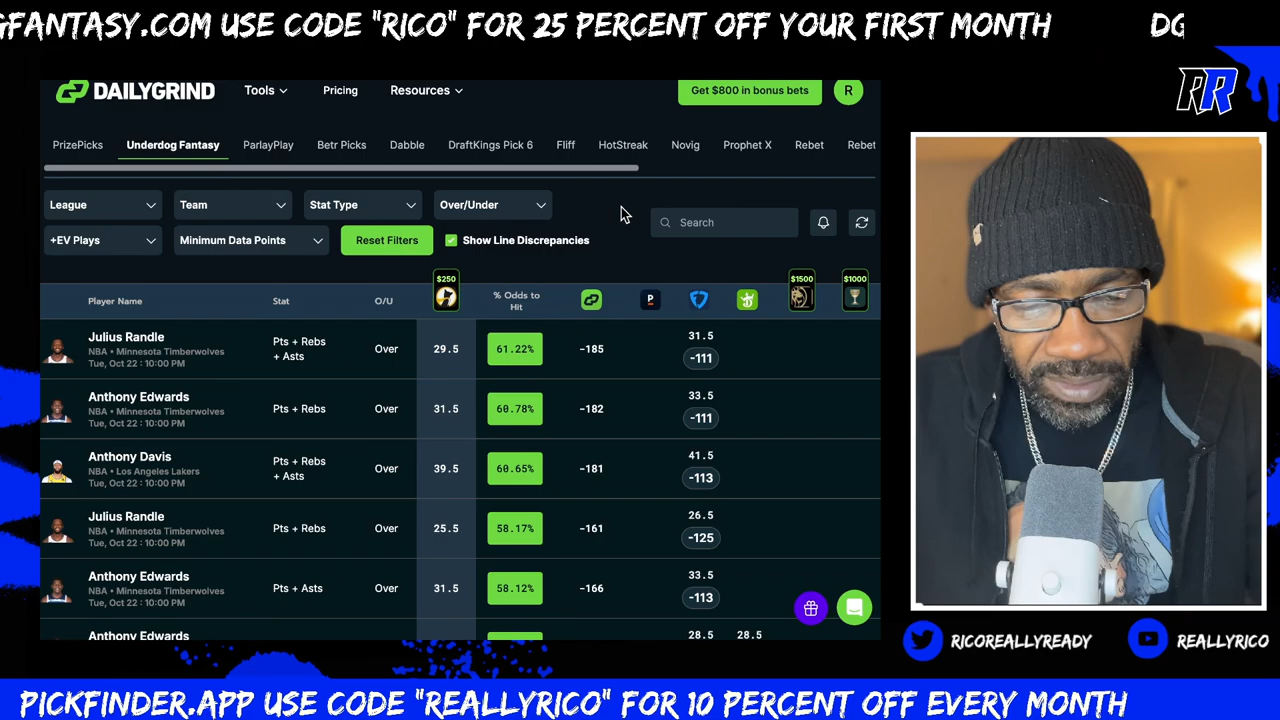 GFANTASY.COM USE CODE "RICO" FOR 25 PERCENT OFF YOUR FIRST MONTH DG
RR
DAILYGRIND Tools Pricing Resources Get $800 in bonus bets R
PrizePicks Underdog Fantasy ParlayPlay Betr Picks Dabble DraftKings Pick 6 Fliff HotStreak Novig Prophet X Rebet Rebet
League Team Stat Type Over/Under
Search
+EV Plays Minimum Data Points Reset Filters Show Line Discrepancies
$250 $1500 $1000
Player Name Stat O/U % Odds to Hit P
Julius Randle
NBA • Minnesota Timberwolves
Tue, Oct 22 : 10:00 PM
Pts + Rebs
+ Asts
Over 29.5 61.22% -185 31.5
-111
Anthony Edwards
NBA • Minnesota Timberwolves
Tue, Oct 22 : 10:00 PM
Pts + Rebs Over 31.5 60.78% -182 33.5
-111
Anthony Davis
NBA • Los Angeles Lakers
Tue, Oct 22 : 10:00 PM
Pts + Rebs
+ Asts
Over 39.5 60.65% -181 41.5
-113
Julius Randle
NBA • Minnesota Timberwolves
Tue, Oct 22 : 10:00 PM
Pts + Rebs Over 25.5 58.17% -161 26.5
-125
Anthony Edwards
NBA • Minnesota Timberwolves
Tue, Oct 22 : 10:00 PM
Pts + Asts Over 31.5 58.12% -166 33.5
-113
Anthony Edwards 28.5 28.5
RICOREALLYREADY REALLYRICO
PICKFINDER.APP USE CODE "REALLYRICO" FOR 10 PERCENT OFF EVERY MONTH